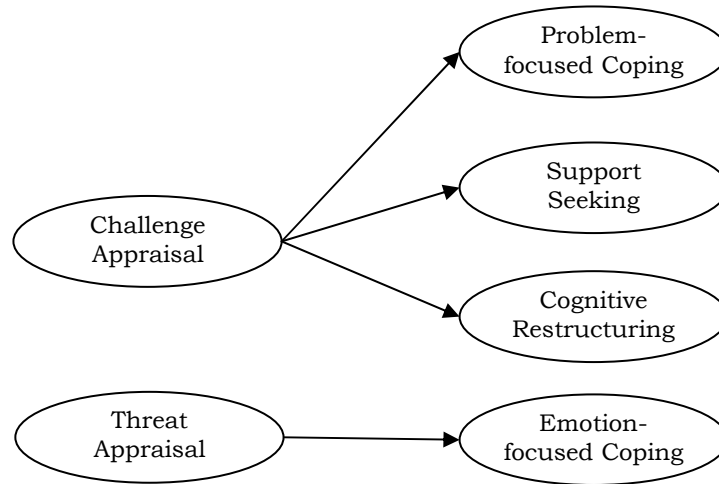 Problem-
focused Coping
Support
Seeking
Challenge
Appraisal
Cognitive
Restructuring
Threat
Appraisal
Emotion-
focused Coping